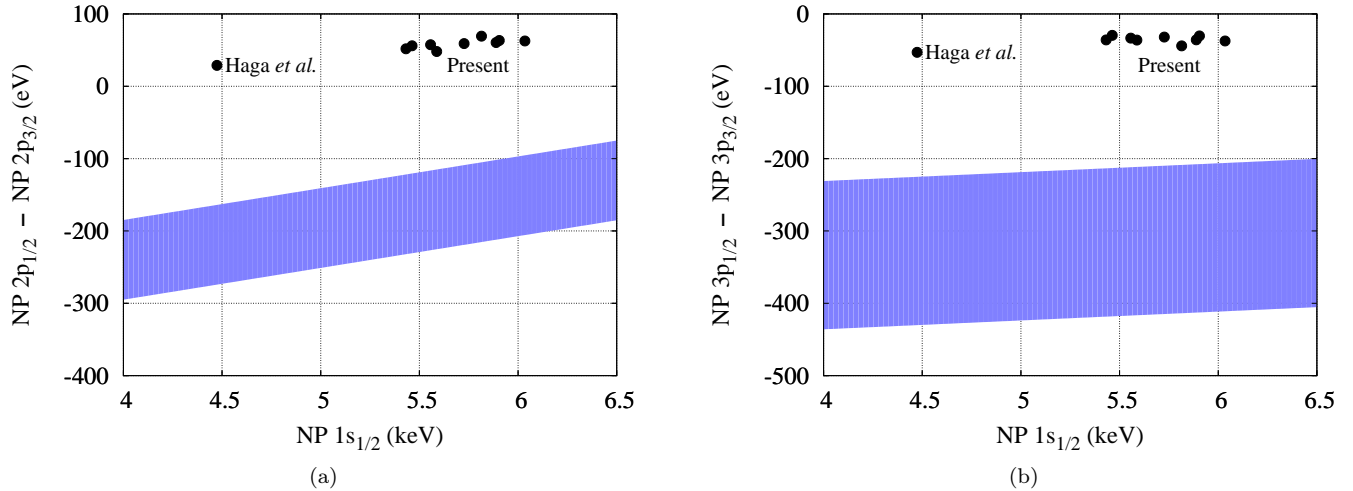 100
0
-100
-200
-300
-400
NP 2p1/2 − NP 2p3/2 (eV)
Haga et al.
Present
4 4.5 5 5.5 6 6.5
NP 1s1/2 (keV)
(a)
0
-100
-200
-300
-400
-500
NP 3p1/2 − NP 3p3/2 (eV)
Haga et al.
Present
4 4.5 5 5.5 6 6.5
NP 1s1/2 (keV)
(b)